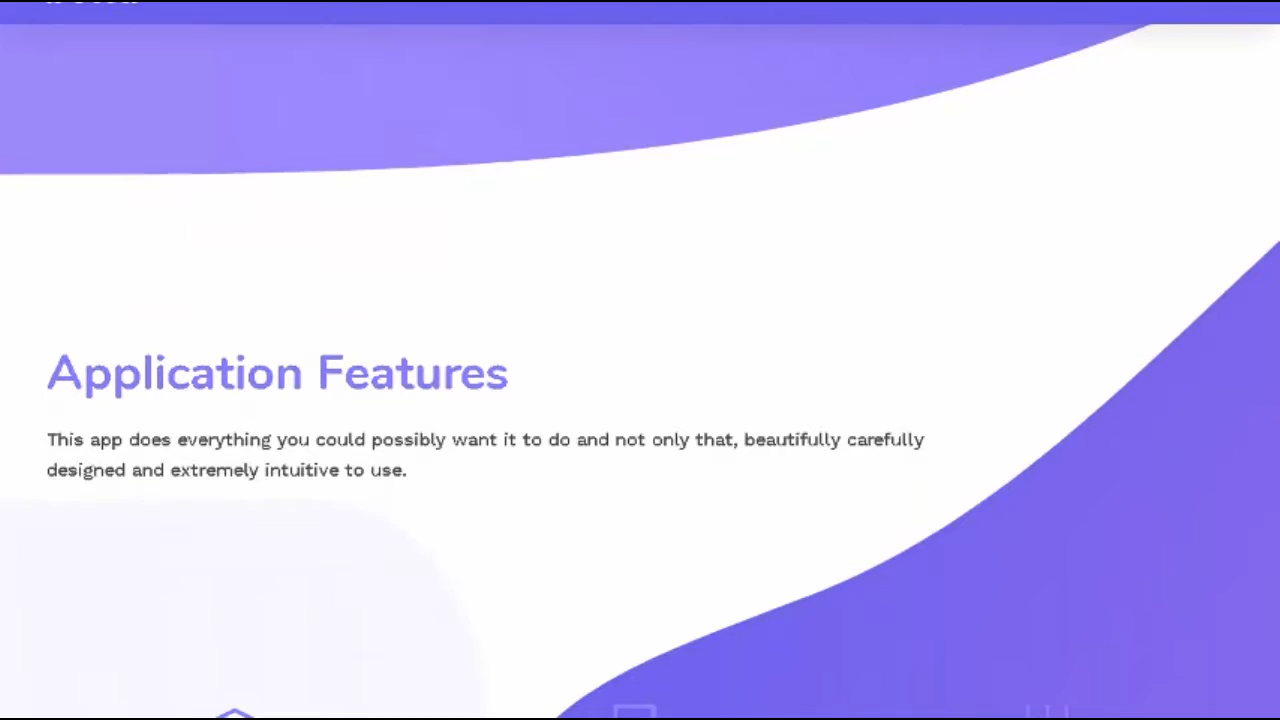 Application Features
This app does everything you could possibly want it to do and not only that, beautifully carefully
designed and extremely intuitive to use.